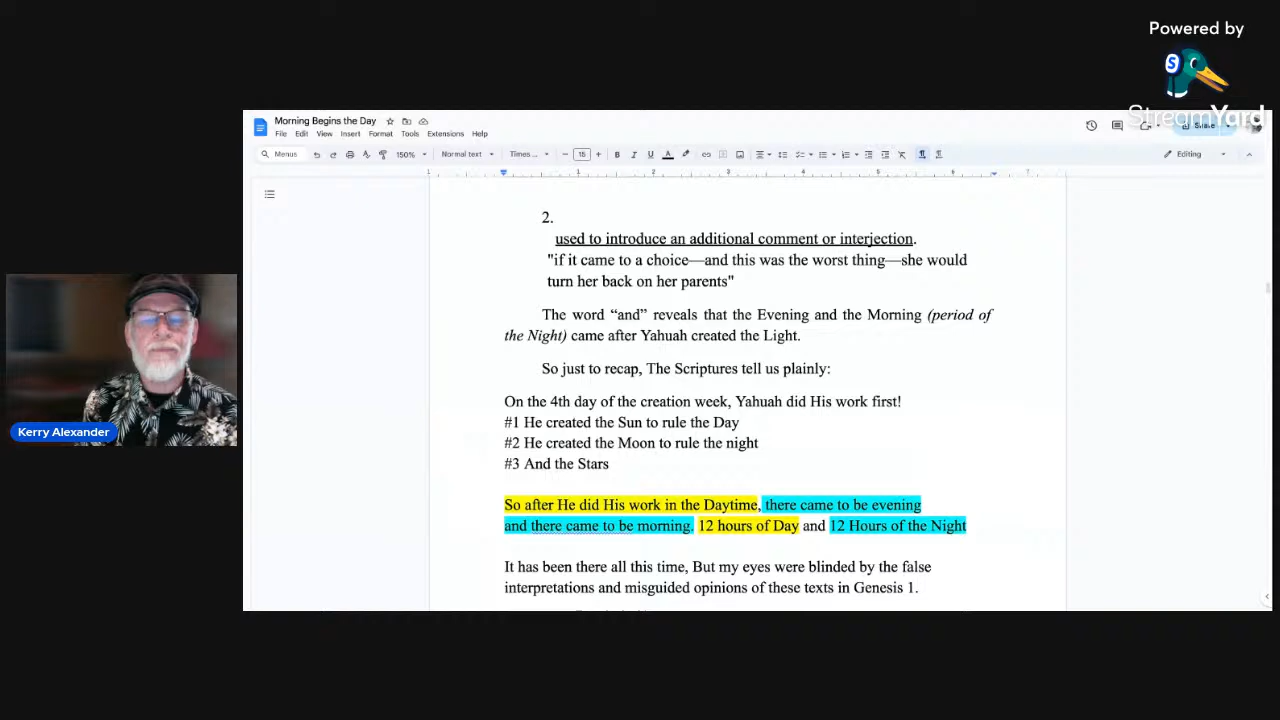 Powered by
StreamYard
Morning Begins the Day
File Edit View Insert Format Tools Extensions Help
Share
Menus 150% Normal text Times ... 15 B I U A Editing
1 1 2 3 4 5 6 7
2.
used to introduce an additional comment or interjection.
"if it came to a choice—and this was the worst thing—she would
turn her back on her parents"
The word “and” reveals that the Evening and the Morning (period of
the Night) came after Yahuah created the Light.
So just to recap, The Scriptures tell us plainly:
On the 4th day of the creation week, Yahuah did His work first!
#1 He created the Sun to rule the Day
#2 He created the Moon to rule the night
#3 And the Stars
So after He did His work in the Daytime, there came to be evening
and there came to be morning. 12 hours of Day and 12 Hours of the Night
It has been there all this time, But my eyes were blinded by the false
interpretations and misguided opinions of these texts in Genesis 1.
Kerry Alexander